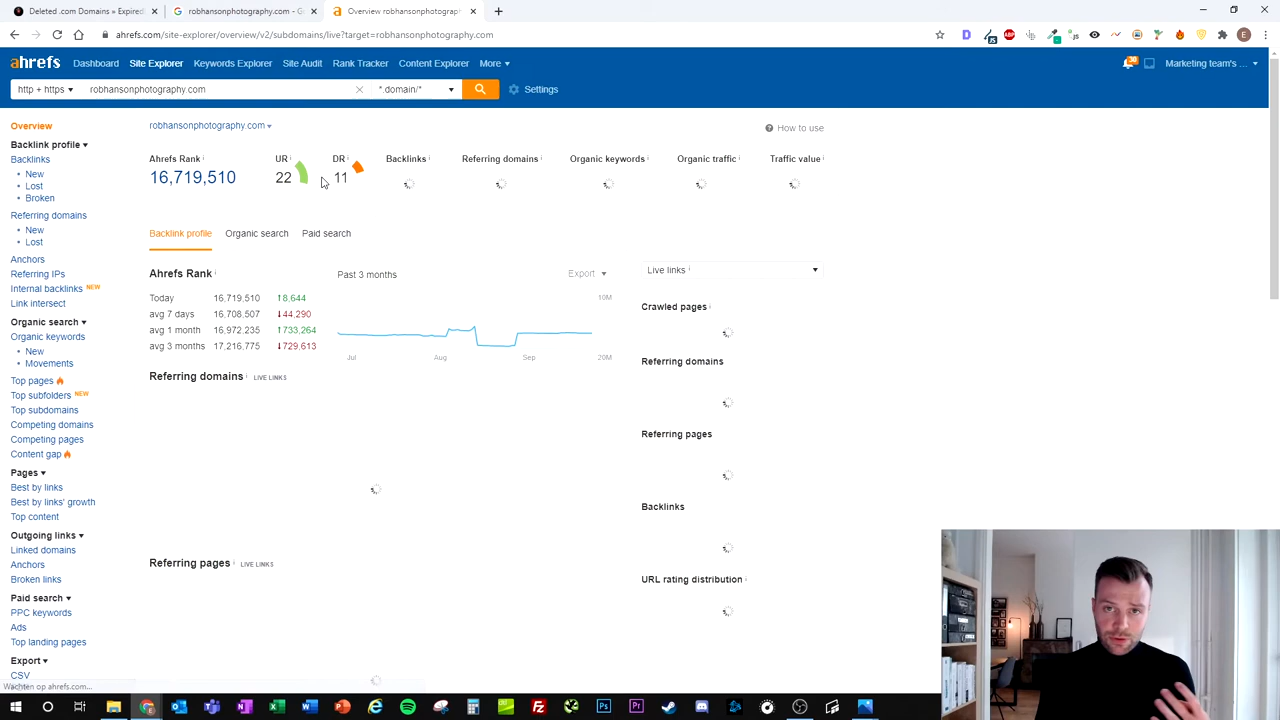 Deleted .com Domains » Expired
robhansonphotography.com - G
Overview robhansonphotography.
ahrefs.com/site-explorer/overview/v2/subdomains/live?target=robhansonphotography.com
ahrefs
Dashboard
Site Explorer
Keywords Explorer
Site Audit
Rank Tracker
Content Explorer
More
Marketing team's ...
http + https
robhansonphotography.com
*.domain/*
Settings
Overview
Backlink profile
Backlinks
New
Lost
Broken
Referring domains
New
Lost
Anchors
Referring IPs
Internal backlinks NEW
Link intersect
Organic search
Organic keywords
New
Movements
Top pages
Top subfolders NEW
Top subdomains
Competing domains
Competing pages
Content gap
Pages
Best by links
Best by links' growth
Top content
Outgoing links
Linked domains
Anchors
Broken links
Paid search
PPC keywords
Ads
Top landing pages
Export
CSV
Wachten op ahrefs.com...
robhansonphotography.com
How to use
Ahrefs Rank
UR
DR
Backlinks
Referring domains
Organic keywords
Organic traffic
Traffic value
16,719,510
22
11
Backlink profile
Organic search
Paid search
Ahrefs Rank
Past 3 months
Export
Today 16,719,510 ↑8,644
avg 7 days 16,708,507 ↓44,290
avg 1 month 16,972,235 ↑733,264
avg 3 months 17,216,775 ↓729,613
10M
20M
Jul Aug Sep
Referring domains LIVE LINKS
Referring pages LIVE LINKS
Live links
Crawled pages
Referring domains
Referring pages
Backlinks
URL rating distribution